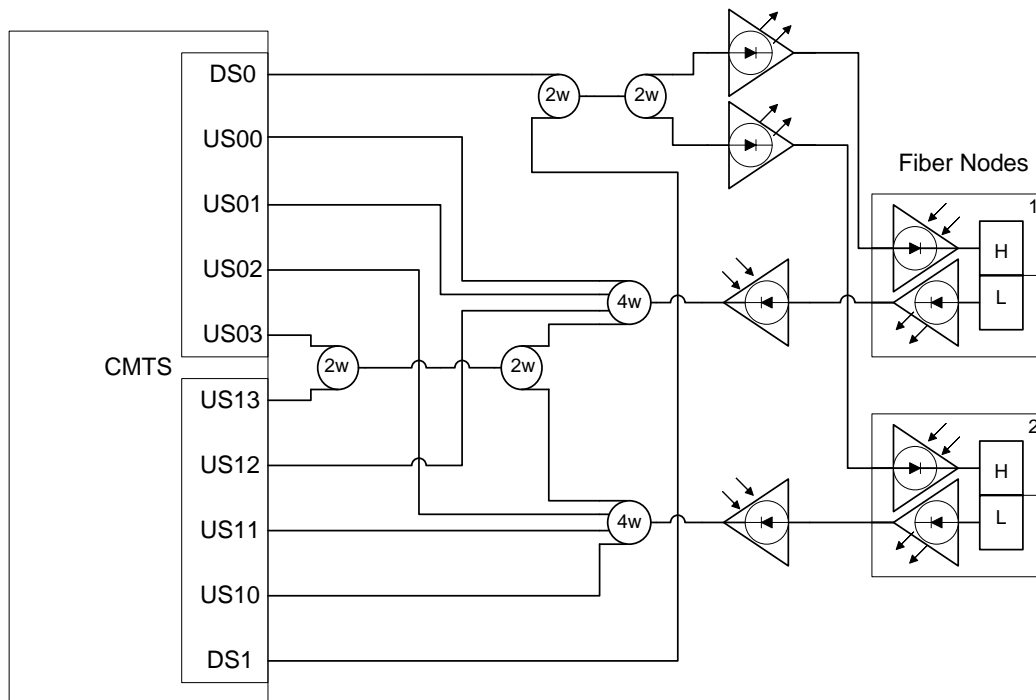 DS0
2w
2w
US00
Fiber Nodes
US01
1
H
US02
4w
L
US03
CMTS
2w
2w
US13
2
US12
H
US11
4w
L
US10
DS1